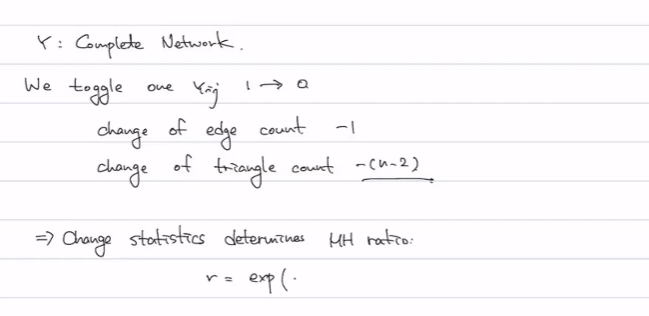 Y : Complete Network.
We toggle one Yij 1 → 0
change of edge count -1
change of triangle count -(n-2)
⇒ Change statistics determines MH ratio:
r = exp( .